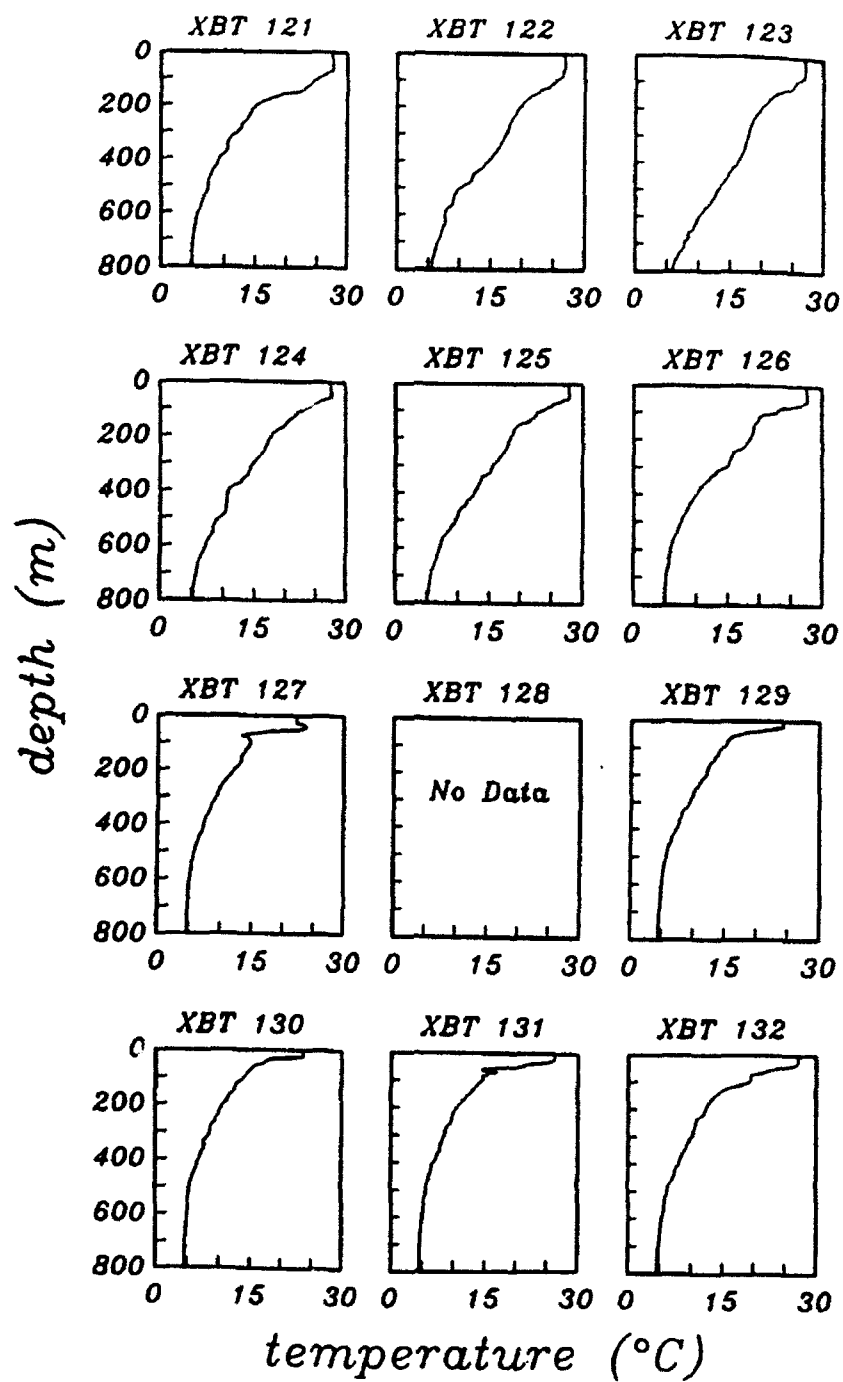 XBT 121 XBT 122 XBT 123
0
200
400
600
800
0 15 30 0 15 30 0 15 30
XBT 124 XBT 125 XBT 126
0
200
400
600
800
0 15 30 0 15 30 0 15 30
depth (m)
XBT 127 XBT 128 XBT 129
0
200
No Data
400
600
800
0 15 30 0 15 30 0 15 30
XBT 130 XBT 131 XBT 132
0
200
400
600
800
0 15 30 0 15 30 0 15 30
temperature (°C)